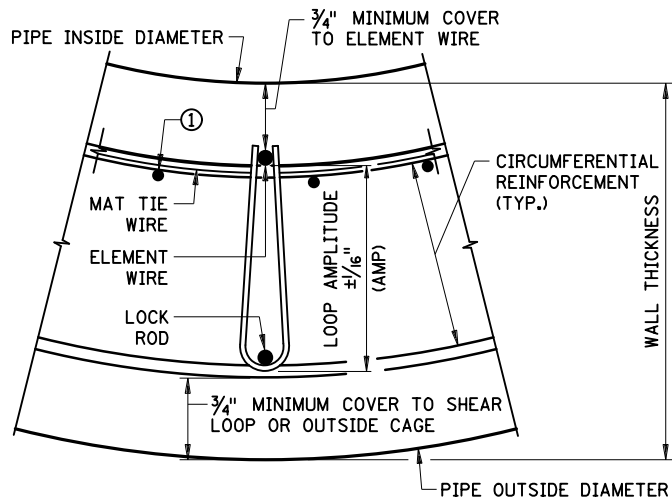 ¾" MINIMUM COVER
TO ELEMENT WIRE
PIPE INSIDE DIAMETER
①
CIRCUMFERENTIAL
REINFORCEMENT
(TYP.)
MAT TIE
WIRE
ELEMENT
WIRE
LOCK
ROD
LOOP AMPLITUDE
±1/16"
(AMP)
WALL THICKNESS
¾" MINIMUM COVER TO SHEAR
LOOP OR OUTSIDE CAGE
PIPE OUTSIDE DIAMETER